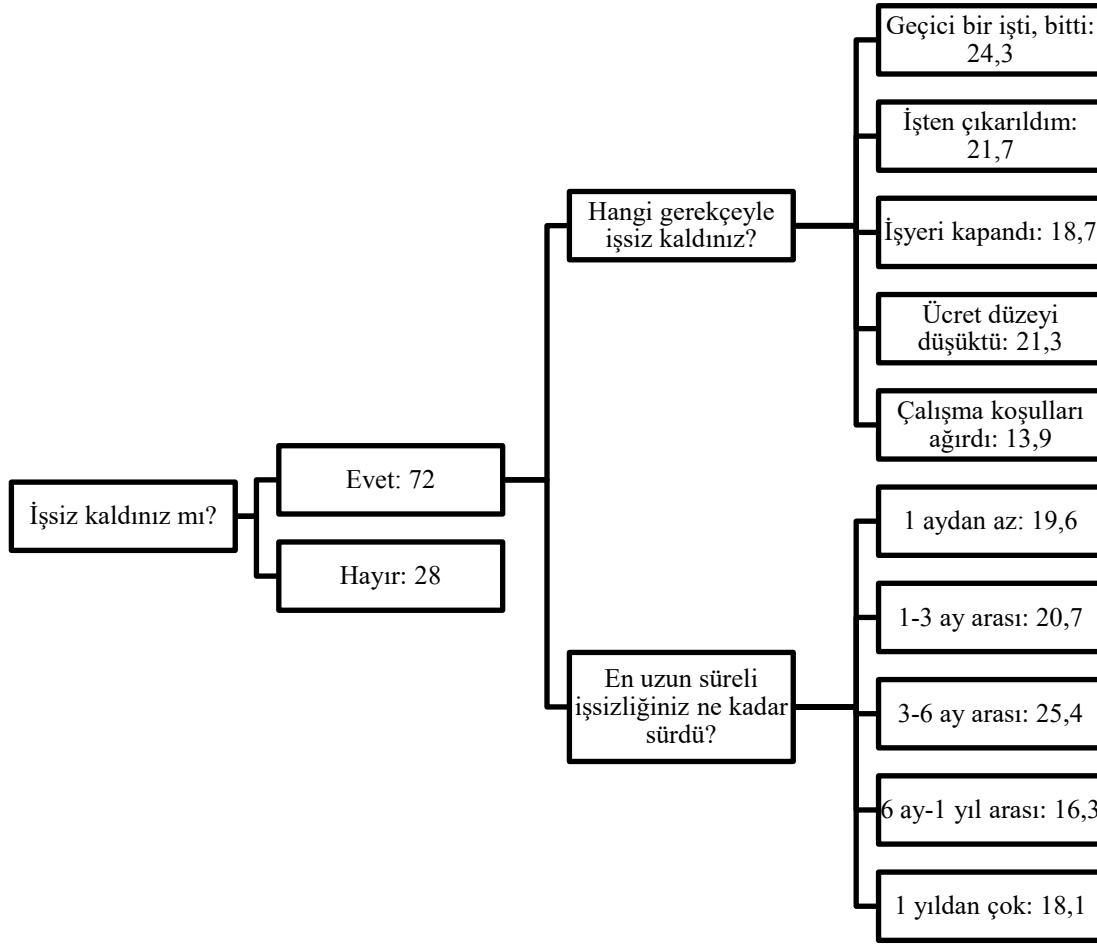 İşsiz kaldınız mı?
Evet: 72
Hayır: 28
Hangi gerekçeyle
işsiz kaldınız?
Geçici bir işti, bitti:
24,3
İşten çıkarıldım:
21,7
İşyeri kapandı: 18,7
Ücret düzeyi
düşüktü: 21,3
Çalışma koşulları
ağırdı: 13,9
En uzun süreli
işsizliğiniz ne kadar
sürdü?
1 aydan az: 19,6
1-3 ay arası: 20,7
3-6 ay arası: 25,4
6 ay-1 yıl arası: 16,3
1 yıldan çok: 18,1